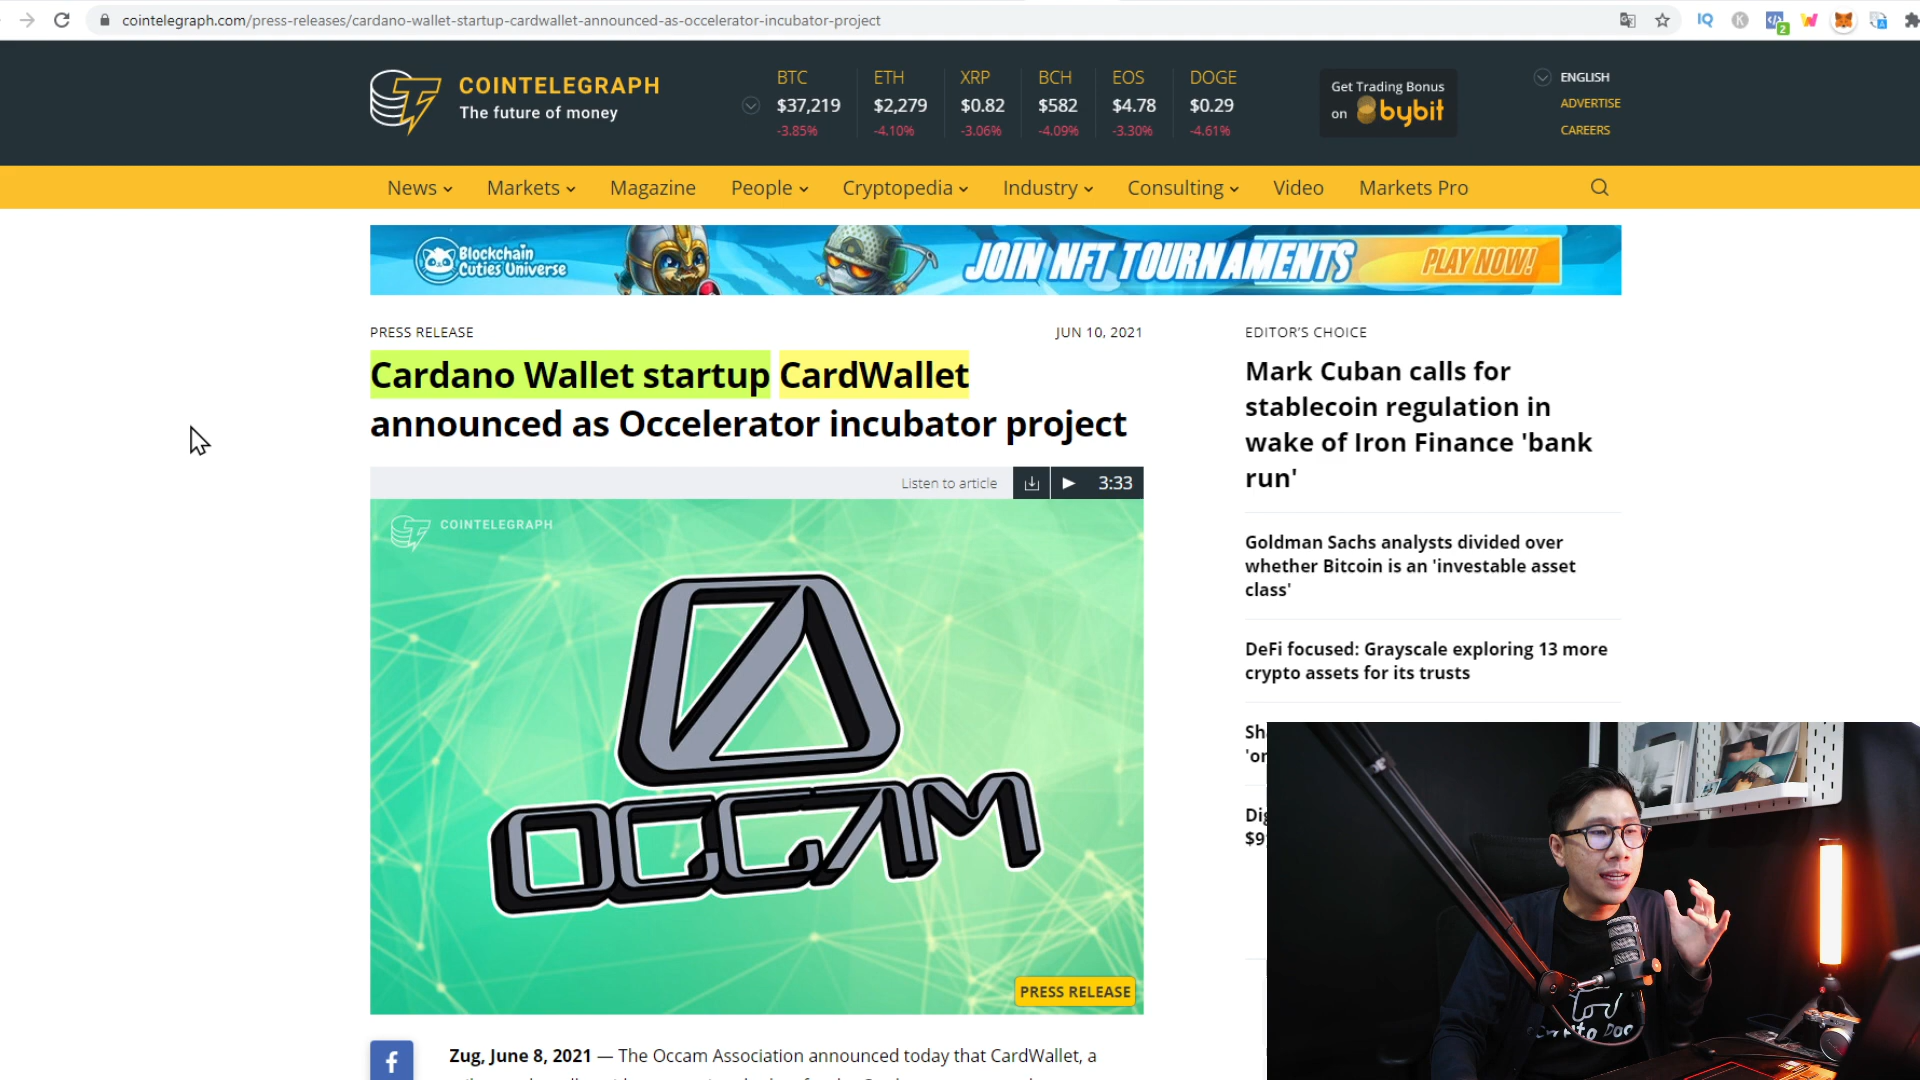 cointelegraph.com/press-releases/cardano-wallet-startup-cardwallet-announced-as-occelerator-incubator-project
IQ
K
2
COINTELEGRAPH
The future of money
BTC
$37,219
-3.85%
ETH
$2,279
-4.10%
XRP
$0.82
-3.06%
BCH
$582
-4.09%
EOS
$4.78
-3.30%
DOGE
$0.29
-4.61%
Get Trading Bonus
on bybit
ENGLISH
ADVERTISE
CAREERS
News
Markets
Magazine
People
Cryptopedia
Industry
Consulting
Video
Markets Pro
Blockchain
Cuties Universe
JOIN NFT TOURNAMENTS
PLAY NOW!
PRESS RELEASE
JUN 10, 2021
Cardano Wallet startup CardWallet
announced as Occelerator incubator project
Listen to article
3:33
COINTELEGRAPH
OCCAM
PRESS RELEASE
f
Zug, June 8, 2021 — The Occam Association announced today that CardWallet, a
EDITOR'S CHOICE
Mark Cuban calls for
stablecoin regulation in
wake of Iron Finance 'bank
run'
Goldman Sachs analysts divided over
whether Bitcoin is an 'investable asset
class'
DeFi focused: Grayscale exploring 13 more
crypto assets for its trusts